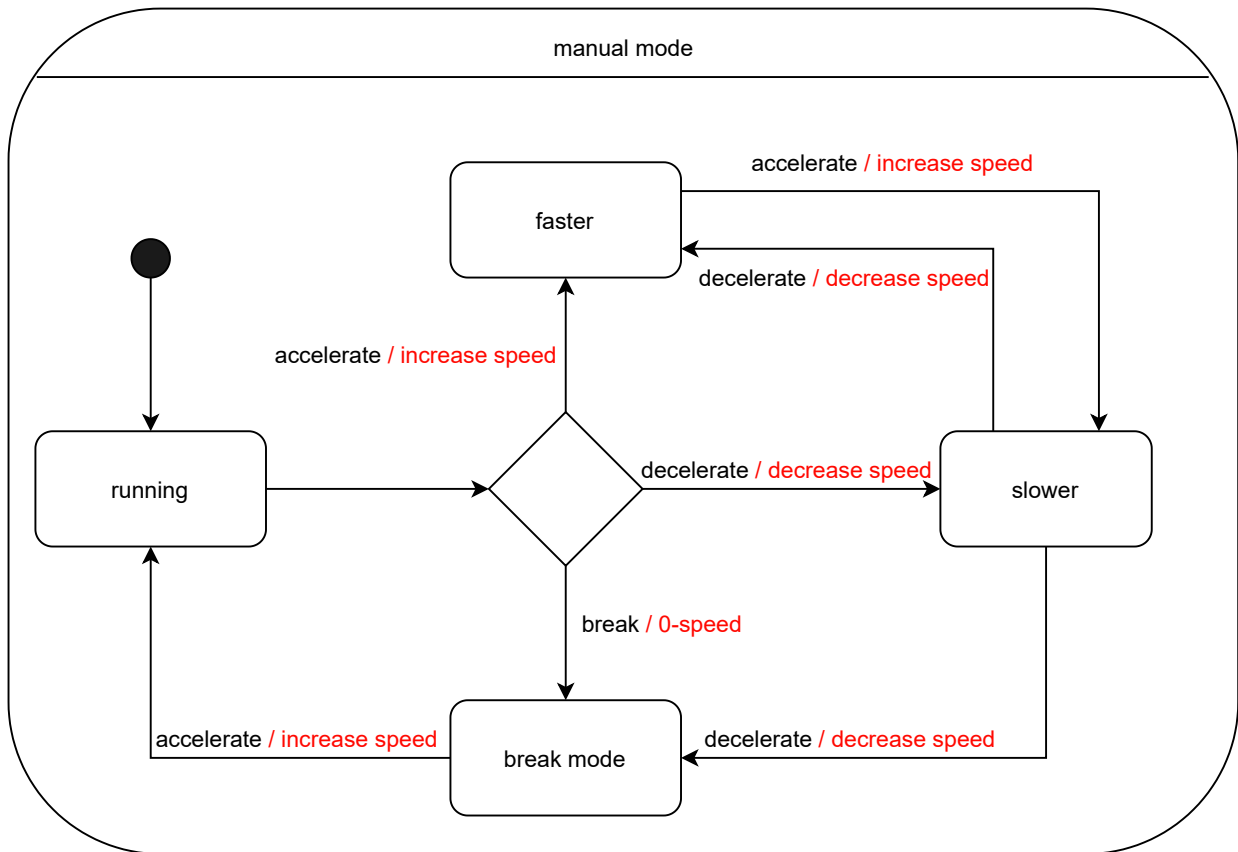 manual mode
accelerate / increase speed
faster
decelerate / decrease speed
accelerate / increase speed
running
decelerate / decrease speed
slower
break / 0-speed
accelerate / increase speed
break mode
decelerate / decrease speed